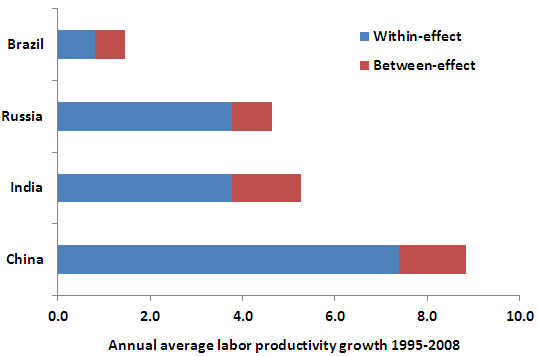 Brazil
Within-effect
Between-effect
Russia
India
China
0.0 2.0 4.0 6.0 8.0 10.0
Annual average labor productivity growth 1995-2008